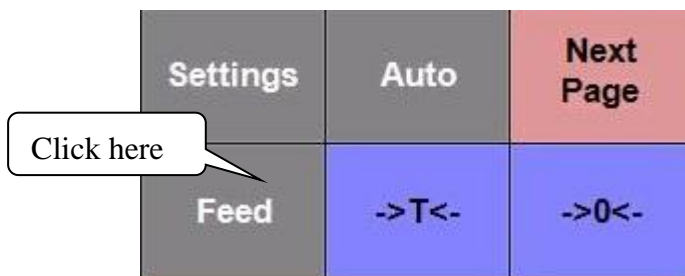 Settings
Auto
Next
Page
Click here
Feed
->T<-
->0<-